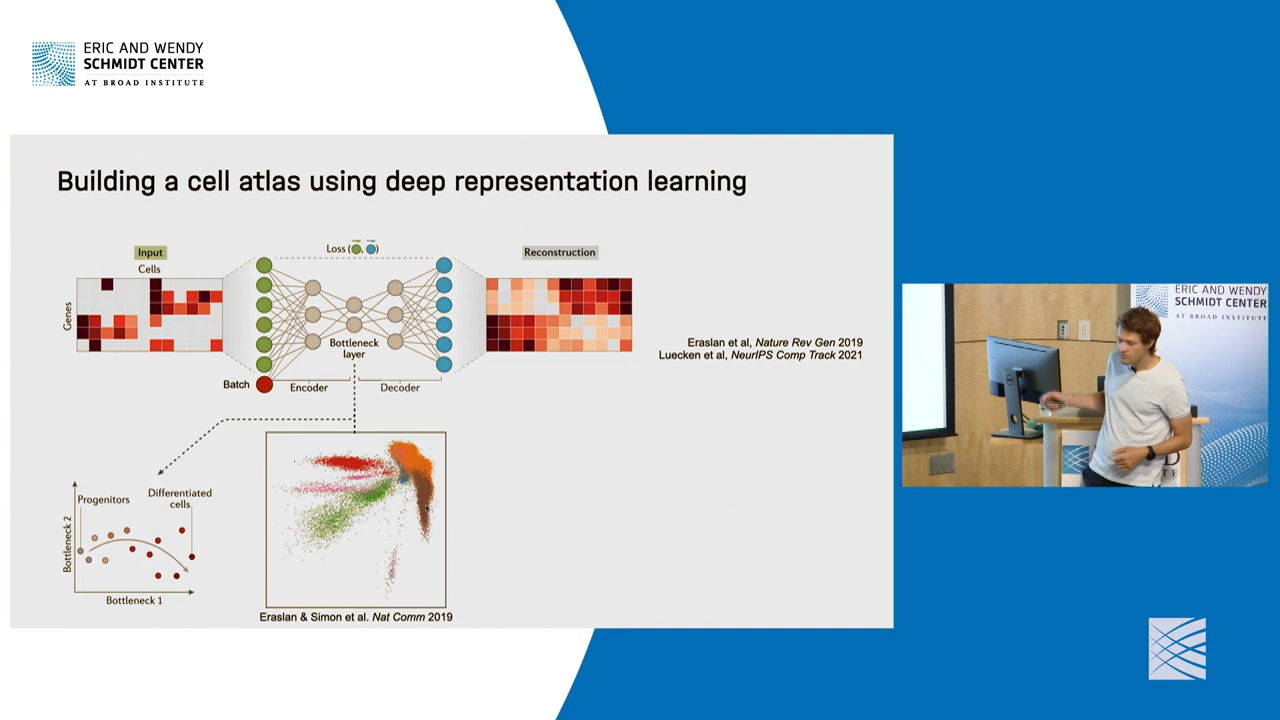 ERIC AND WENDY
SCHMIDT CENTER
AT BROAD INSTITUTE
Building a cell atlas using deep representation learning
Input
Cells
Genes
Loss ( , )
Reconstruction
Bottleneck
layer
Batch
Encoder
Decoder
Eraslan et al, Nature Rev Gen 2019
Luecken et al, NeurIPS Comp Track 2021
Progenitors
Differentiated
cells
Bottleneck 2
Bottleneck 1
Eraslan & Simon et al. Nat Comm 2019
ERIC AND WENDY
SCHMIDT CENTER
AT BROAD INSTITUTE